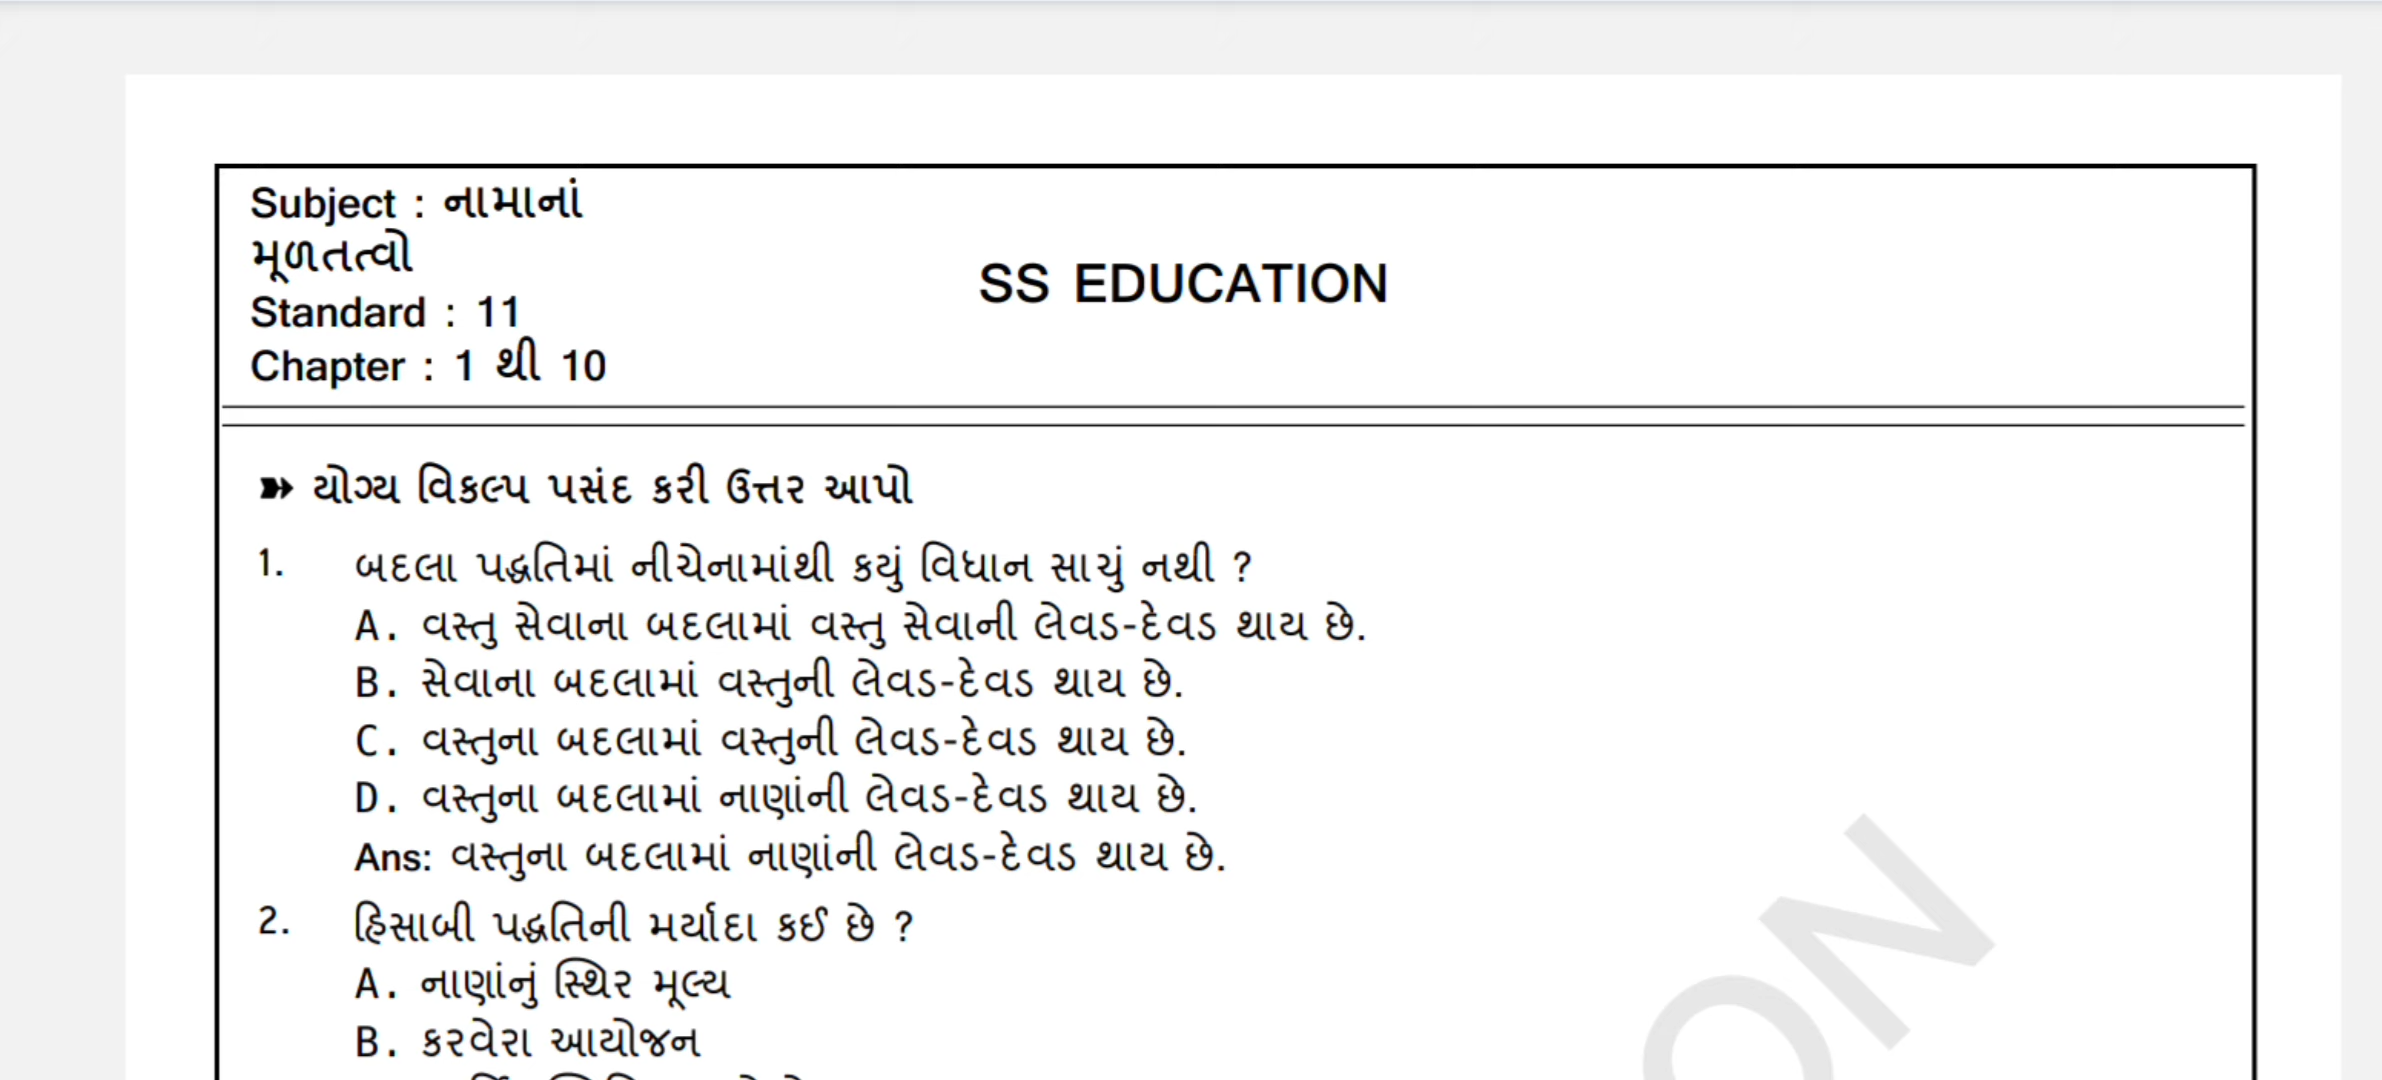 Subject : નામાનાં
મૂળતત્વો
Standard : 11
Chapter : 1 થી 10
SS EDUCATION
➽ યોગ્ય વિકલ્પ પસંદ કરી ઉત્તર આપો
1. બદલા પદ્ધતિમાં નીચેનામાંથી કયું વિધાન સાચું નથી ?
A. વસ્તુ સેવાના બદલામાં વસ્તુ સેવાની લેવડ-દેવડ થાય છે.
B. સેવાના બદલામાં વસ્તુની લેવડ-દેવડ થાય છે.
C. વસ્તુના બદલામાં વસ્તુની લેવડ-દેવડ થાય છે.
D. વસ્તુના બદલામાં નાણાંની લેવડ-દેવડ થાય છે.
Ans: વસ્તુના બદલામાં નાણાંની લેવડ-દેવડ થાય છે.
2. હિસાબી પદ્ધતિની મર્યાદા કઈ છે ?
A. નાણાંનું સ્થિર મૂલ્ય
B. કરવેરા આયોજન
ON